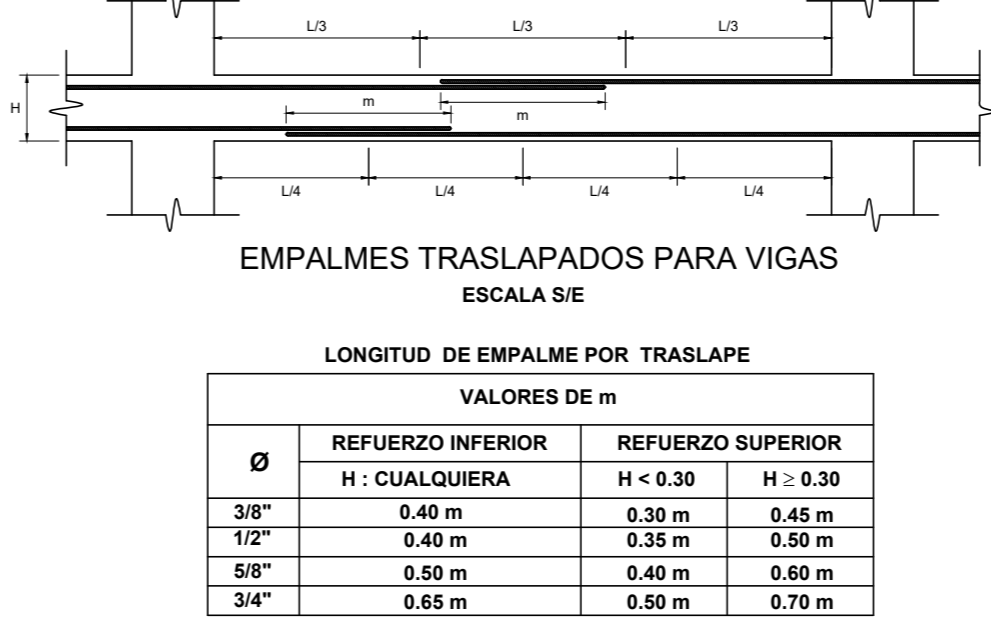 L/3 L/3 L/3
H
m
m
L/4 L/4 L/4 L/4
EMPALMES TRASLAPADOS PARA VIGAS
ESCALA S/E
LONGITUD DE EMPALME POR TRASLAPE
VALORES DE m
Ø REFUERZO INFERIOR REFUERZO SUPERIOR
H : CUALQUIERA H < 0.30 H ≥ 0.30
3/8" 0.40 m 0.30 m 0.45 m
1/2" 0.40 m 0.35 m 0.50 m
5/8" 0.50 m 0.40 m 0.60 m
3/4" 0.65 m 0.50 m 0.70 m